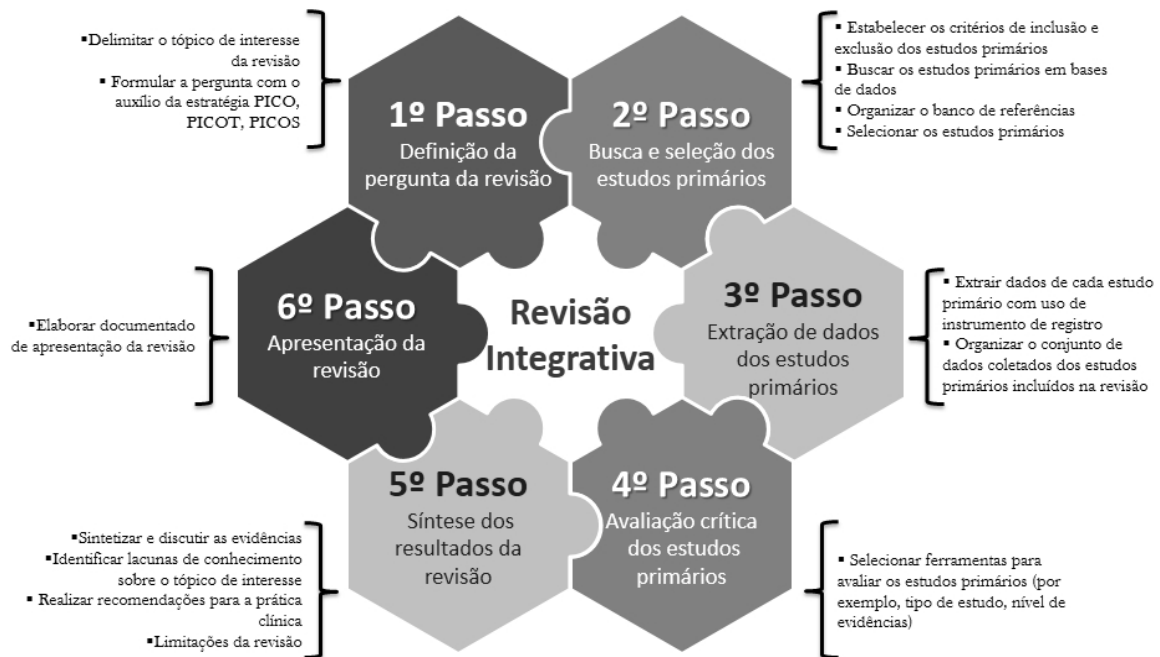 ▪Delimitar o tópico de interesse
da revisão
▪ Formular a pergunta com o
auxílio da estratégia PICO,
PICOT, PICOS
1º Passo
Definição da
pergunta da revisão
2º Passo
Busca e seleção dos
estudos primários
▪ Estabelecer os critérios de inclusão e
exclusão dos estudos primários
▪ Buscar os estudos primários em bases
de dados
▪ Organizar o banco de referências
▪ Selecionar os estudos primários
▪Elaborar documentado
de apresentação da revisão
6º Passo
Apresentação da
revisão
Revisão
Integrativa
3º Passo
Extração de dados
dos estudos
primários
▪ Extrair dados de cada estudo
primário com uso de
instrumento de registro
▪ Organizar o conjunto de
dados coletados dos estudos
primários incluídos na revisão
▪Sintetizar e discutir as evidências
▪Identificar lacunas de conhecimento
sobre o tópico de interesse
▪ Realizar recomendações para a prática
clínica
▪Limitações da revisão
5º Passo
Síntese dos
resultados da
revisão
4º Passo
Avaliação crítica
dos estudos
primários
▪ Selecionar ferramentas para
avaliar os estudos primários (por
exemplo, tipo de estudo, nível de
evidências)